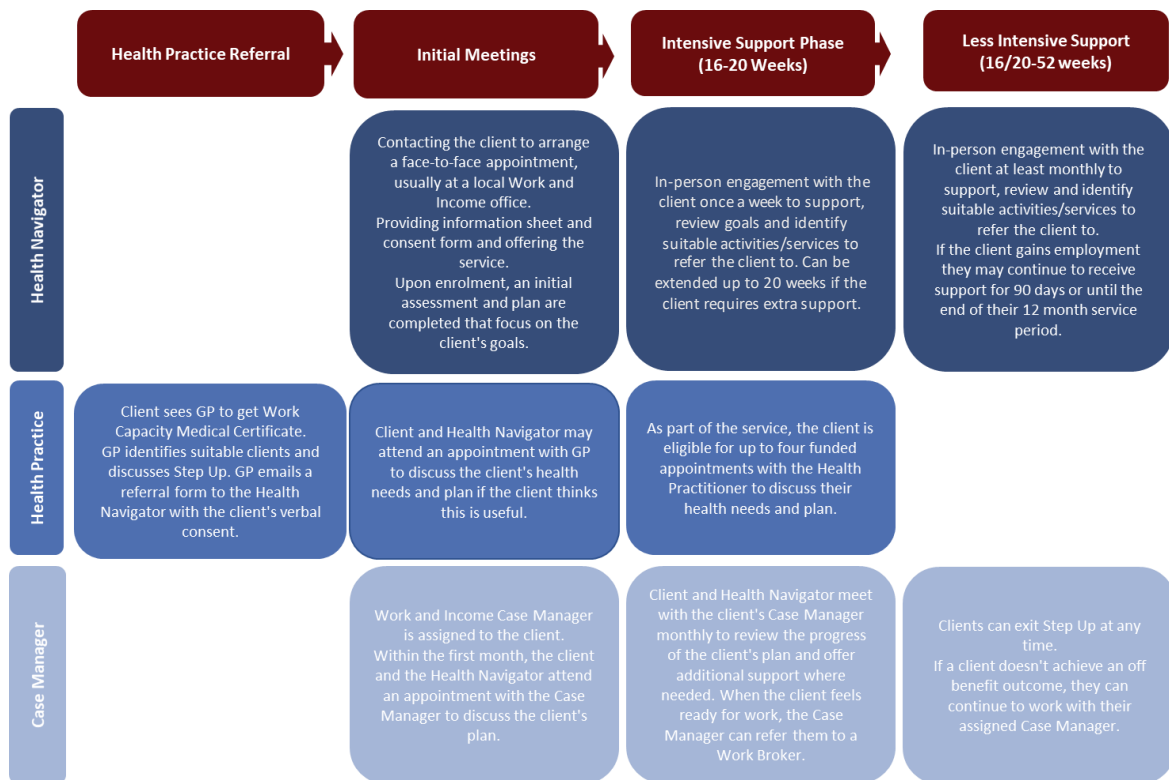 Health Practice Referral
Initial Meetings
Intensive Support Phase
(16-20 Weeks)
Less Intensive Support
(16/20-52 weeks)
Health Navigator
Contacting the client to arrange
a face-to-face appointment,
usually at a local Work and
Income office.
Providing information sheet and
consent form and offering the
service.
Upon enrolment, an initial
assessment and plan are
completed that focus on the
client's goals.
In-person engagement with the
client once a week to support,
review goals and identify
suitable activities/services to
refer the client to. Can be
extended up to 20 weeks if the
client requires extra support.
In-person engagement with the
client at least monthly to
support, review and identify
suitable activities/services to
refer the client to.
If the client gains employment
they may continue to receive
support for 90 days or until the
end of their 12 month service
period.
Health Practice
Client sees GP to get Work
Capacity Medical Certificate.
GP identifies suitable clients and
discusses Step Up. GP emails a
referral form to the Health
Navigator with the client's verbal
consent.
Client and Health Navigator may
attend an appointment with GP
to discuss the client's health
needs and plan if the client thinks
this is useful.
As part of the service, the client is
eligible for up to four funded
appointments with the Health
Practitioner to discuss their
health needs and plan.
Case Manager
Work and Income Case Manager
is assigned to the client.
Within the first month, the client
and the Health Navigator attend
an appointment with the Case
Manager to discuss the client's
plan.
Client and Health Navigator meet
with the client's Case Manager
monthly to review the progress
of the client's plan and offer
additional support where
needed. When the client feels
ready for work, the Case
Manager can refer them to a
Work Broker.
Clients can exit Step Up at any
time.
If a client doesn't achieve an off
benefit outcome, they can
continue to work with their
assigned Case Manager.